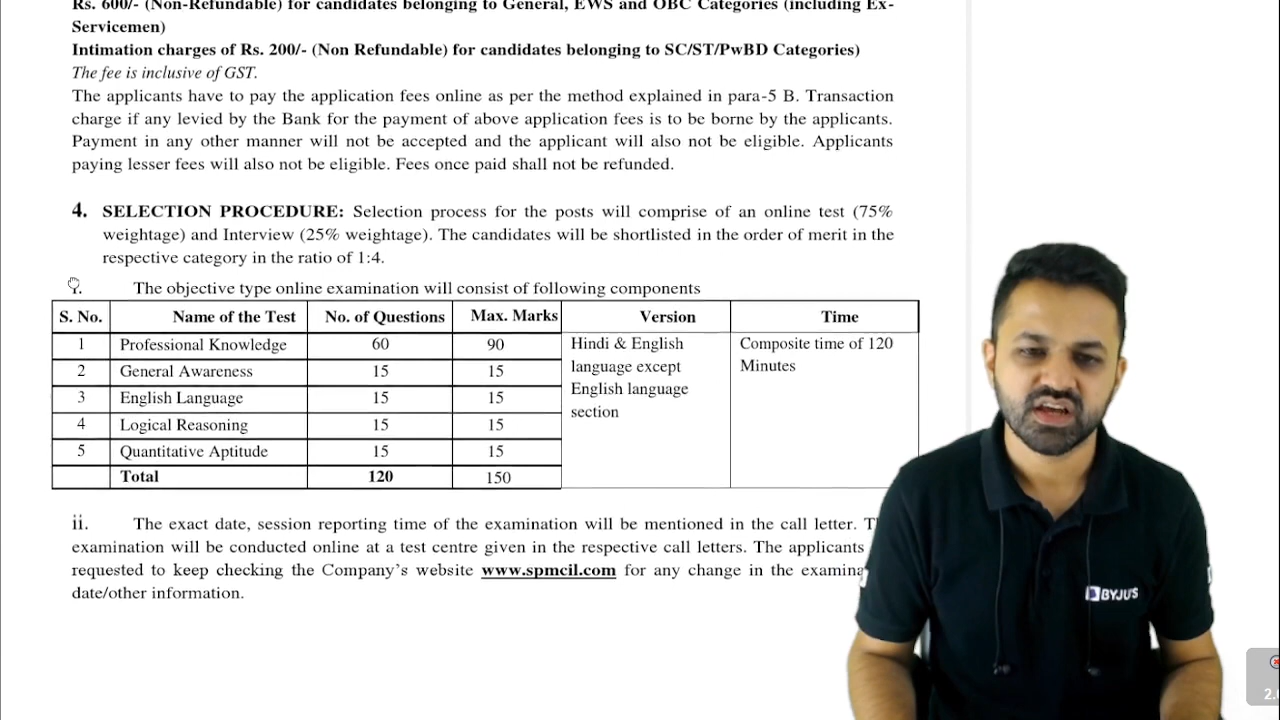 Rs. 600/- (Non-Refundable) for candidates belonging to General, EWS and OBC Categories (including Ex-
Servicemen)
Intimation charges of Rs. 200/- (Non Refundable) for candidates belonging to SC/ST/PwBD Categories)
The fee is inclusive of GST.
The applicants have to pay the application fees online as per the method explained in para-5 B. Transaction
charge if any levied by the Bank for the payment of above application fees is to be borne by the applicants.
Payment in any other manner will not be accepted and the applicant will also not be eligible. Applicants
paying lesser fees will also not be eligible. Fees once paid shall not be refunded.
4. SELECTION PROCEDURE: Selection process for the posts will comprise of an online test (75%
weightage) and Interview (25% weightage). The candidates will be shortlisted in the order of merit in the
respective category in the ratio of 1:4.
The objective type online examination will consist of following components
S. No. Name of the Test No. of Questions Max. Marks Version Time
1 Professional Knowledge 60 90 Hindi & English Composite time of 120
language except Minutes
2 General Awareness 15 15
English language
3 English Language 15 15
section
4 Logical Reasoning 15 15
5 Quantitative Aptitude 15 15
Total 120 150
ii. The exact date, session reporting time of the examination will be mentioned in the call letter.
examination will be conducted online at a test centre given in the respective call letters. The applicants
requested to keep checking the Company's website www.spmcil.com for any change in the
date/other information.
BYJU'S